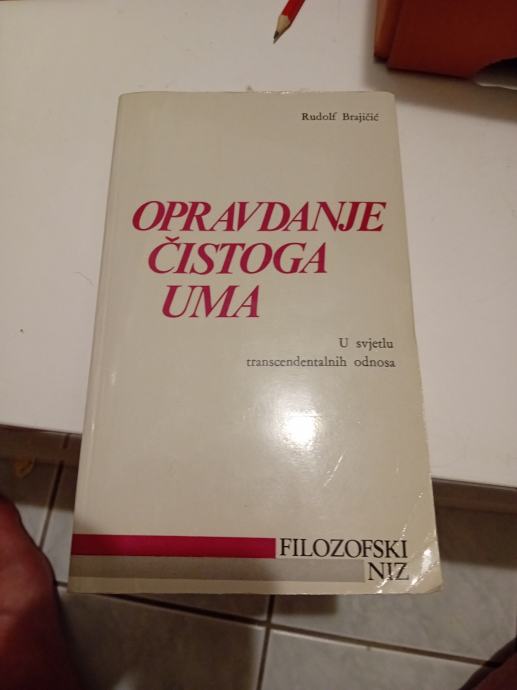 Rudolf Brajičić
OPRAVDANJE
ČISTOGA
UMA
U svjetlu
transcendentalnih odnosa
FILOZOFSKI
NIZ